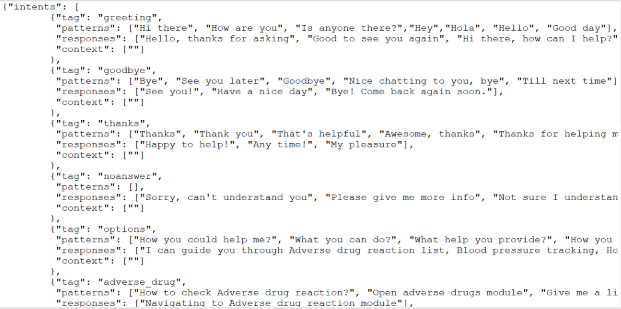 {"intents": [
{"tag": "greeting",
"patterns": ["Hi there", "How are you", "Is anyone there?","Hey","Hola", "Hello", "Good day"],
"responses": ["Hello, thanks for asking", "Good to see you again", "Hi there, how can I help?"
"context": [""]
},
{"tag": "goodbye",
"patterns": ["Bye", "See you later", "Goodbye", "Nice chatting to you, bye", "Till next time"]
"responses": ["See you!", "Have a nice day", "Bye! Come back again soon."],
"context": [""]
},
{"tag": "thanks",
"patterns": ["Thanks", "Thank you", "That's helpful", "Awesome, thanks", "Thanks for helping m
"responses": ["Happy to help!", "Any time!", "My pleasure"],
"context": [""]
},
{"tag": "noanswer",
"patterns": [],
"responses": ["Sorry, can't understand you", "Please give me more info", "Not sure I understan
"context": [""]
},
{"tag": "options",
"patterns": ["How you could help me?", "What you can do?", "What help you provide?", "How you
"responses": ["I can guide you through Adverse drug reaction list, Blood pressure tracking, Ho
"context": [""]
},
{"tag": "adverse_drug",
"patterns": ["How to check Adverse drug reaction?", "Open adverse drugs module", "Give me a li
"responses": ["Navigating to Adverse drug reaction module"],